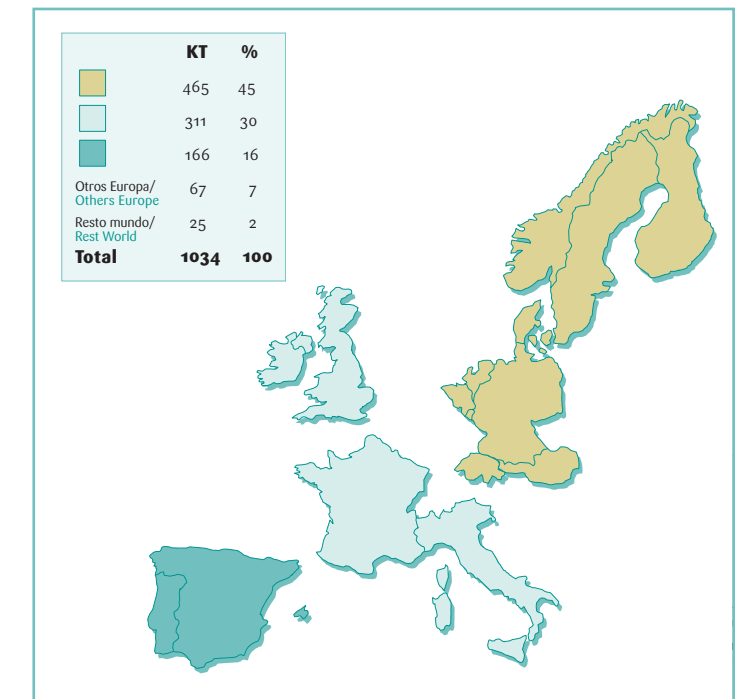 KT %
465 45
311 30
166 16
Otros Europa/ 67 7
Others Europe
Resto mundo/ 25 2
Rest World
Total 1034 100